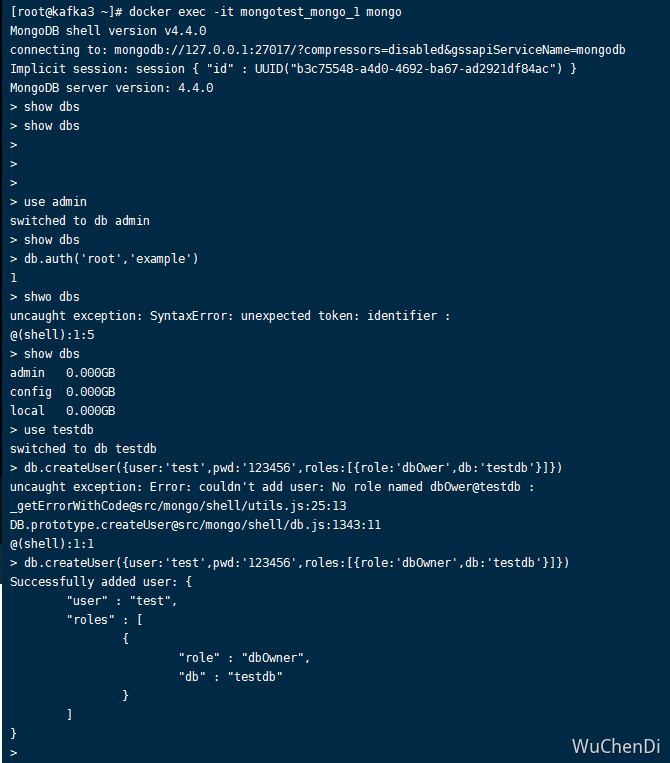 [root@kafka3 ~]# docker exec -it mongotest_mongo_1 mongo
MongoDB shell version v4.4.0
connecting to: mongodb://127.0.0.1:27017/?compressors=disabled&gssapiServiceName=mongodb
Implicit session: session { "id" : UUID("b3c75548-a4d0-4692-ba67-ad2921df84ac") }
MongoDB server version: 4.4.0
> show dbs
> show dbs
>
>
>
> use admin
switched to db admin
> show dbs
> db.auth('root','example')
1
> shwo dbs
uncaught exception: SyntaxError: unexpected token: identifier :
@(shell):1:5
> show dbs
admin   0.000GB
config  0.000GB
local   0.000GB
> use testdb
switched to db testdb
> db.createUser({user:'test',pwd:'123456',roles:[{role:'dbOwer',db:'testdb'}]})
uncaught exception: Error: couldn't add user: No role named dbOwer@testdb :
_getErrorWithCode@src/mongo/shell/utils.js:25:13
DB.prototype.createUser@src/mongo/shell/db.js:1343:11
@(shell):1:1
> db.createUser({user:'test',pwd:'123456',roles:[{role:'dbOwner',db:'testdb'}]})
Successfully added user: {
        "user" : "test",
        "roles" : [
                {
                        "role" : "dbOwner",
                        "db" : "testdb"
                }
        ]
}
>
WuChenDi